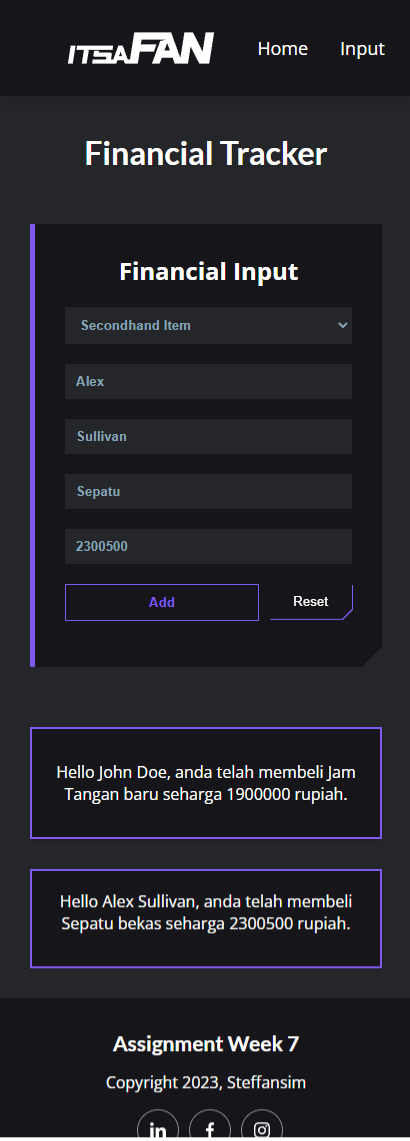 ITSAFAN
Home
Input
Financial Tracker
Financial Input
Secondhand Item
Alex
Sullivan
Sepatu
2300500
Add
Reset
Hello John Doe, anda telah membeli Jam
Tangan baru seharga 1900000 rupiah.
Hello Alex Sullivan, anda telah membeli
Sepatu bekas seharga 2300500 rupiah.
Assignment Week 7
Copyright 2023, Steffansim
in
f